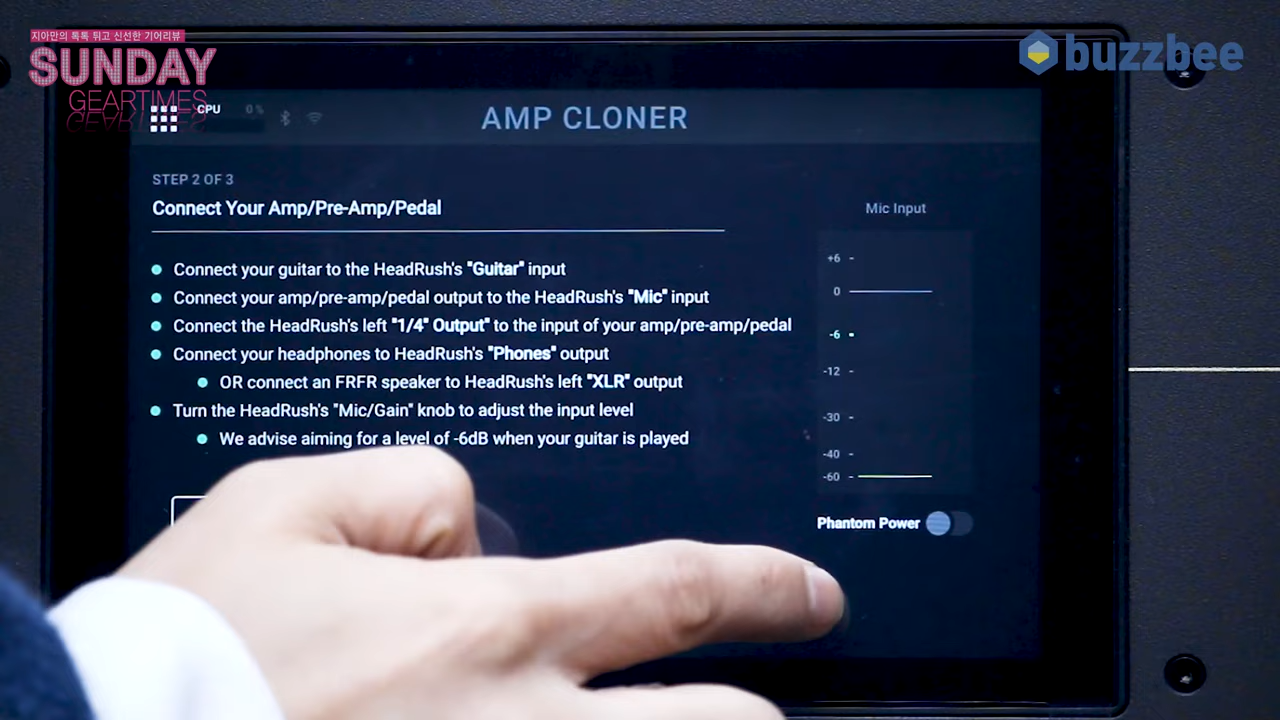 지아만의 톡톡 튀고 신선한 기어리뷰
SUNDAY
GEARTIMES
buzzbee
CPU 0%
AMP CLONER
STEP 2 OF 3
Connect Your Amp/Pre-Amp/Pedal
Connect your guitar to the HeadRush's "Guitar" input
Connect your amp/pre-amp/pedal output to the HeadRush's "Mic" input
Connect the HeadRush's left "1/4" Output" to the input of your amp/pre-amp/pedal
Connect your headphones to HeadRush's "Phones" output
OR connect an FRFR speaker to HeadRush's left "XLR" output
Turn the HeadRush's "Mic/Gain" knob to adjust the input level
We advise aiming for a level of -6dB when your guitar is played
Mic Input
+6 -
0
-6 -
-12 -
-30 -
-40 -
-60 -
Phantom Power